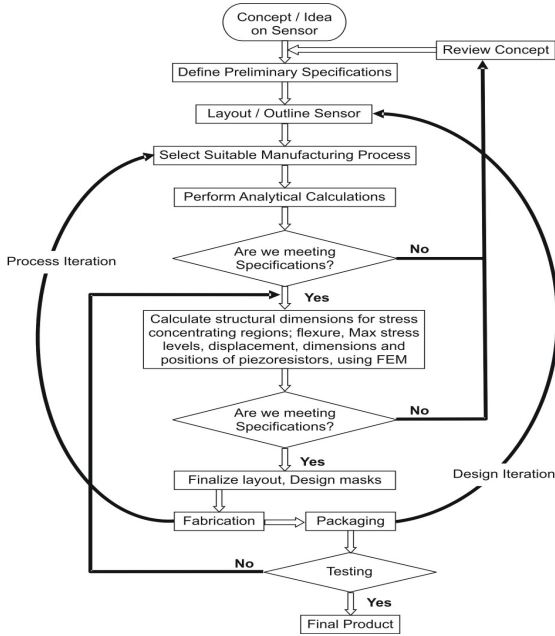 Concept / Idea
on Sensor
Review Concept
Define Preliminary Specifications
Layout / Outline Sensor
Select Suitable Manufacturing Process
Perform Analytical Calculations
Are we meeting
Specifications?
No
Process Iteration
Yes
Calculate structural dimensions for stress
concentrating regions; flexure, Max stress
levels, displacement, dimensions and
positions of piezoresistors, using FEM
Are we meeting
Specifications?
No
Yes
Design Iteration
Finalize layout, Design masks
Fabrication
Packaging
No
Testing
Yes
Final Product